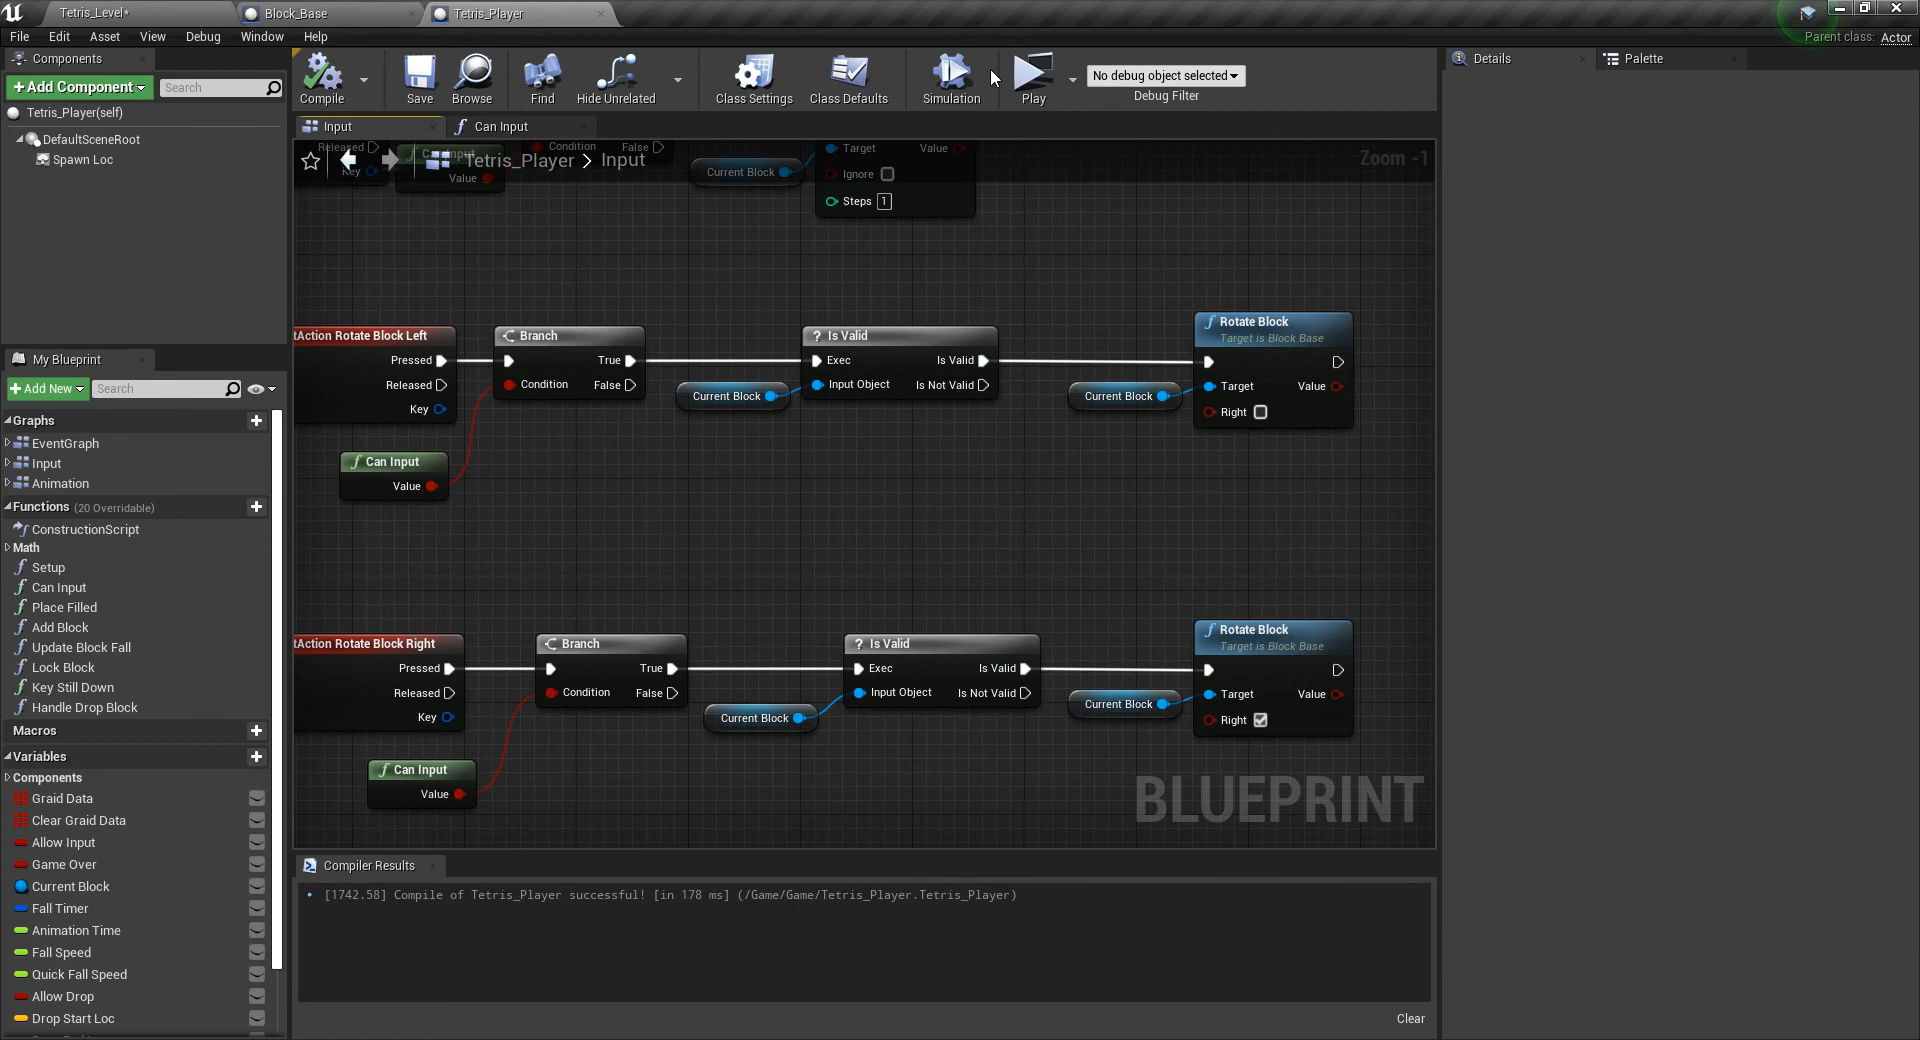 Tetris_Level*
Block_Base
Tetris_Player
File Edit Asset View Debug Window Help
Parent class: Actor
Components
+Add Component
Search
Tetris_Player(self)
DefaultSceneRoot
Spawn Loc
Compile
Save
Browse
Find
Hide Unrelated
Class Settings
Class Defaults
Simulation
Play
No debug object selected
Debug Filter
Details
Palette
Input
Can Input
Tetris_Player > Input
Zoom -1
Released
Key
Can Input
Value
Condition
False
Current Block
Target
Value
Ignore
Steps 1
tAction Rotate Block Left
Pressed
Released
Key
Branch
True
Condition
False
Can Input
Value
Current Block
? Is Valid
Exec
Is Valid
Input Object
Is Not Valid
Current Block
f Rotate Block
Target is Block Base
Target
Value
Right
tAction Rotate Block Right
Pressed
Released
Key
Branch
True
Condition
False
Can Input
Value
Current Block
? Is Valid
Exec
Is Valid
Input Object
Is Not Valid
Current Block
f Rotate Block
Target is Block Base
Target
Value
Right
BLUEPRINT
My Blueprint
+Add New
Search
Graphs
EventGraph
Input
Animation
Functions (20 Overridable)
ConstructionScript
Math
Setup
Can Input
Place Filled
Add Block
Update Block Fall
Lock Block
Key Still Down
Handle Drop Block
Macros
Variables
Components
Graid Data
Clear Graid Data
Allow Input
Game Over
Current Block
Fall Timer
Animation Time
Fall Speed
Quick Fall Speed
Allow Drop
Drop Start Loc
Compiler Results
[1742.58] Compile of Tetris_Player successful! [in 178 ms] (/Game/Game/Tetris_Player.Tetris_Player)
Clear